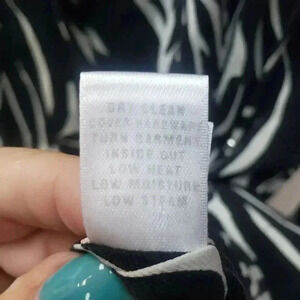 DRY CLEAN
COVER HARDWARE
TURN GARMENT
INSIDE OUT
LOW HEAT
LOW MOISTURE
LOW STEAM